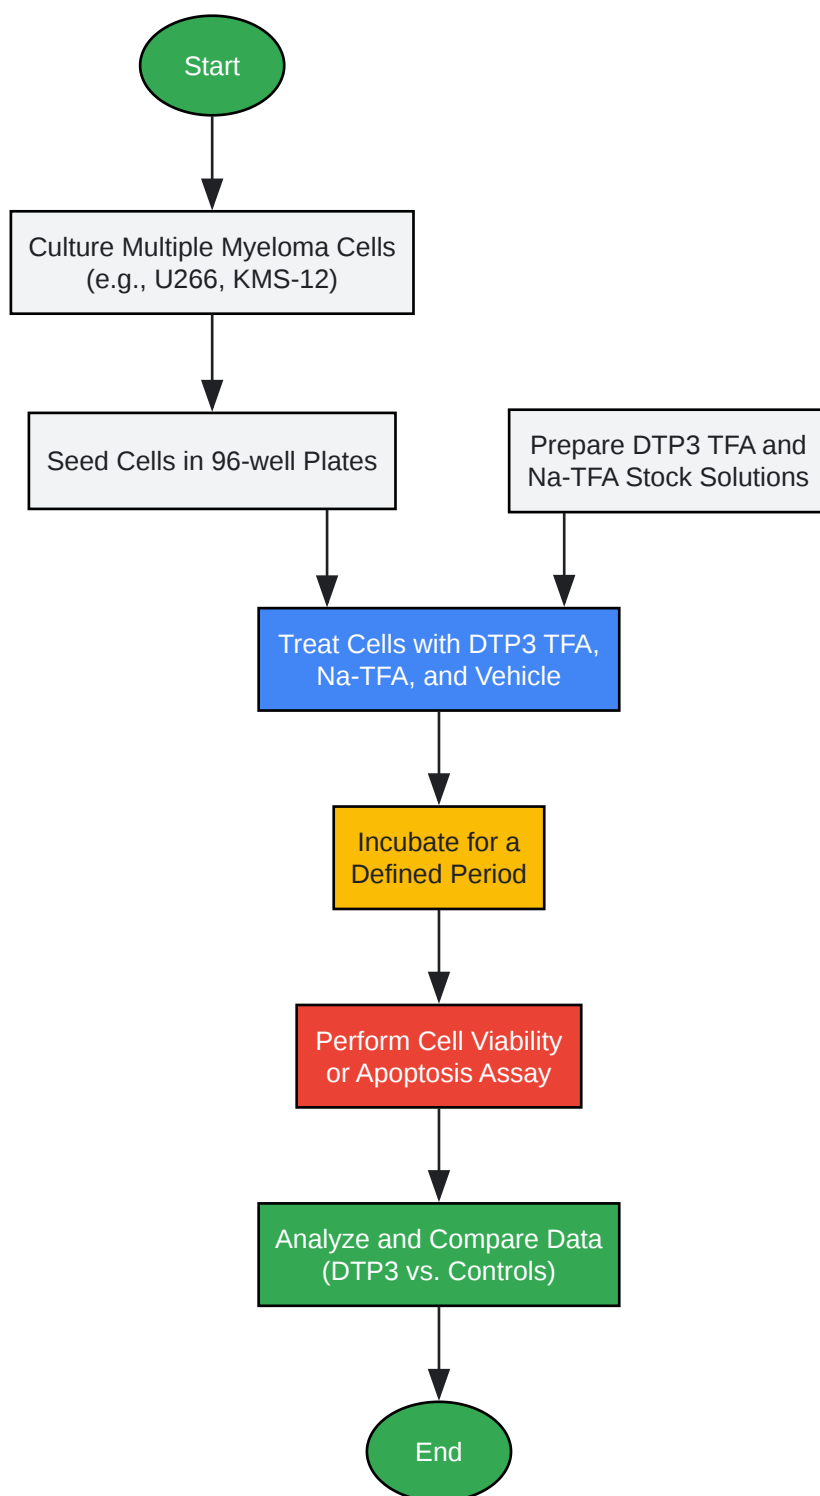 Start
Culture Multiple Myeloma Cells
(e.g., U266, KMS-12)
Seed Cells in 96-well Plates
Prepare DTP3 TFA and
Na-TFA Stock Solutions
Treat Cells with DTP3 TFA,
Na-TFA, and Vehicle
Incubate for a
Defined Period
Perform Cell Viability
or Apoptosis Assay
Analyze and Compare Data
(DTP3 vs. Controls)
End